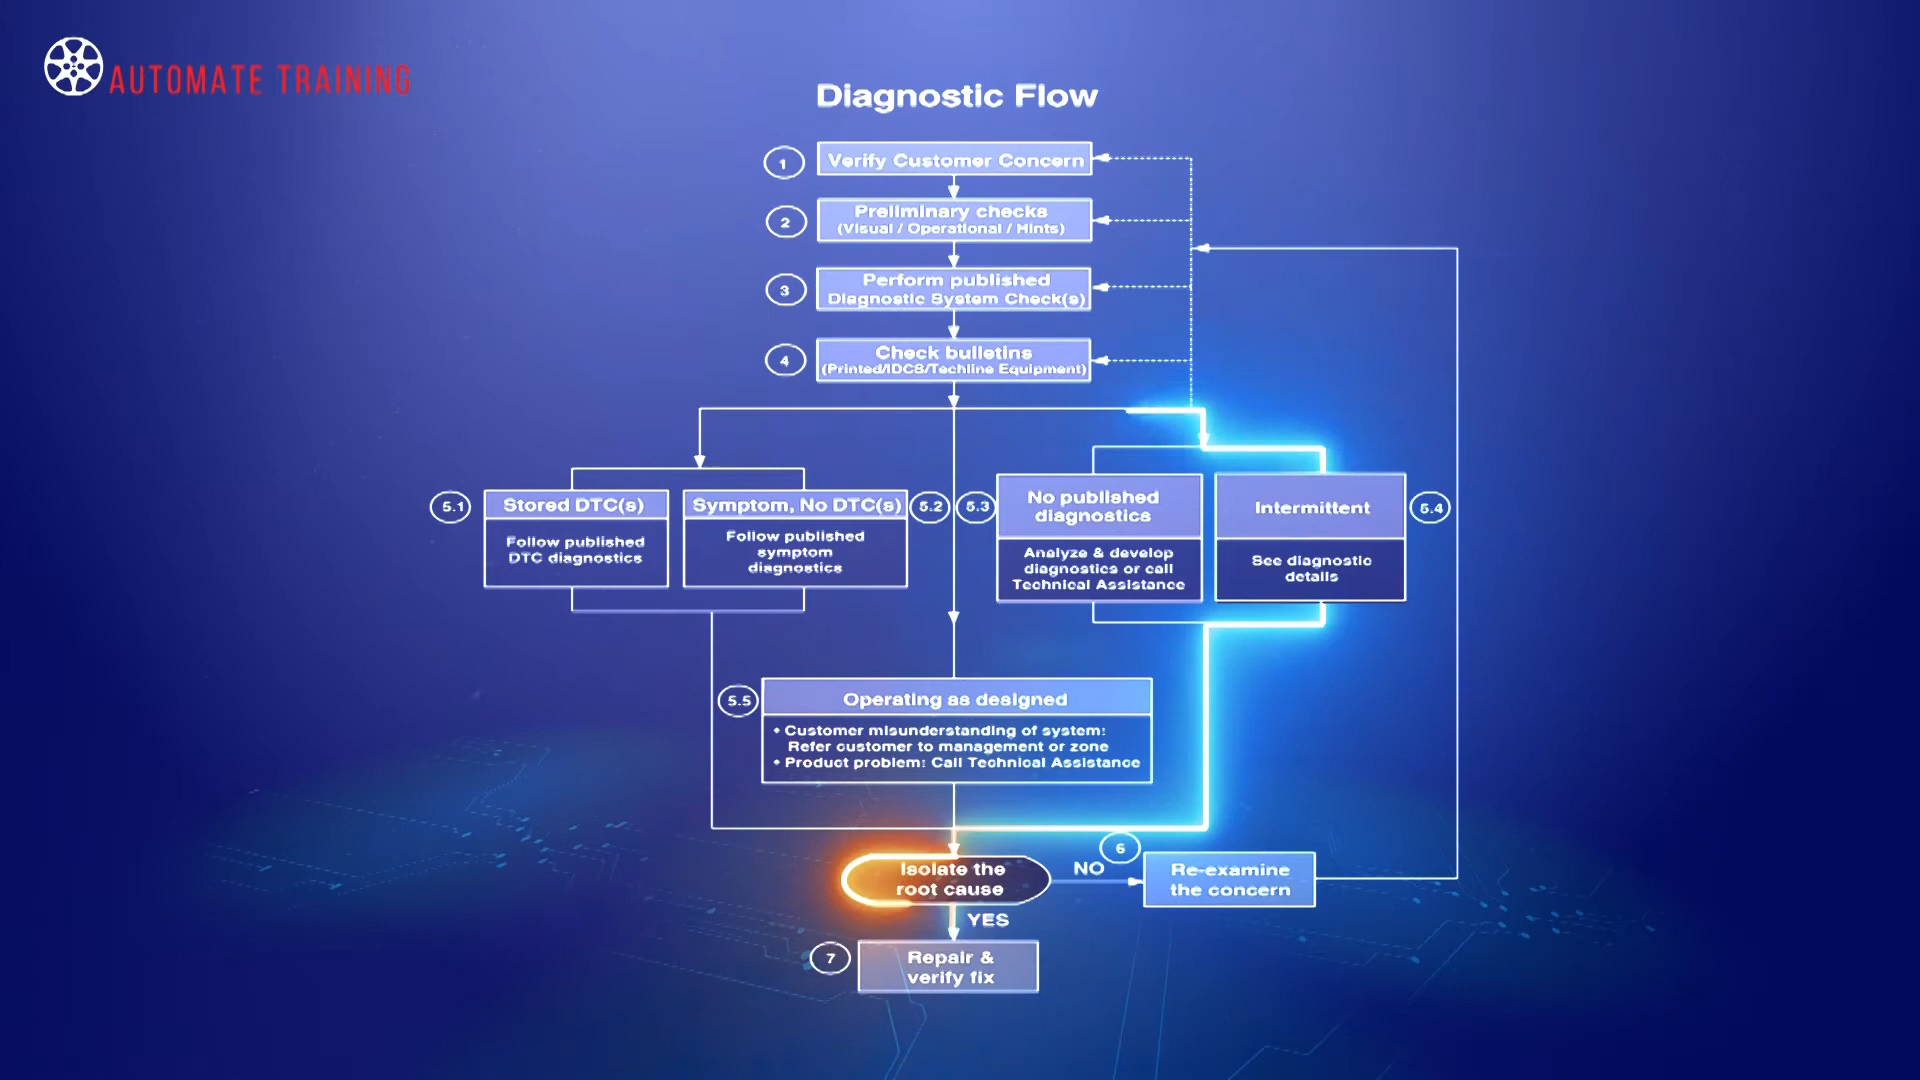 AUTOMATE TRAINING
Diagnostic Flow
1
Verify Customer Concern
2
Preliminary checks
(Visual / Operational / Hints)
3
Perform published
Diagnostic System Check(s)
4
Check bulletins
(Printed/IDCS/Techline Equipment)
5.1
Stored DTC(s)
Follow published
DTC diagnostics
Symptom, No DTC(s)
5.2
Follow published
symptom
diagnostics
5.3
No published
diagnostics
Analyze & develop
diagnostics or call
Technical Assistance
Intermittent
5.4
See diagnostic
details
5.5
Operating as designed
• Customer misunderstanding of system:
Refer customer to management or zone
• Product problem: Call Technical Assistance
Isolate the
root cause
NO
6
Re-examine
the concern
YES
7
Repair &
verify fix